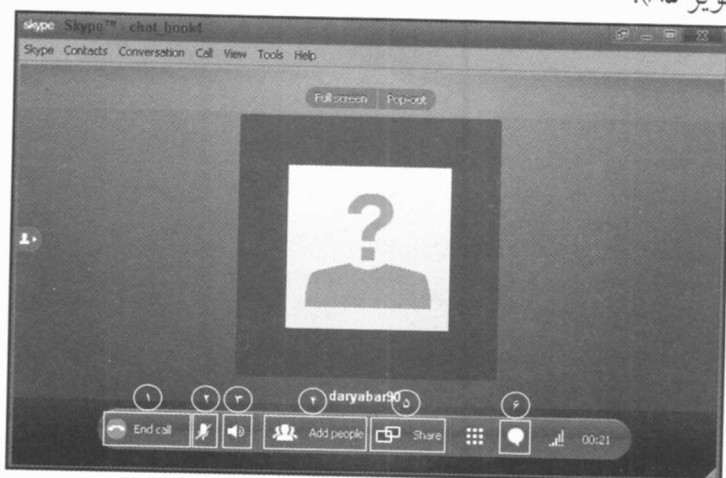 skype Skype™ - chat_book1
Skype Contacts Conversation Call View Tools Help
Full screen Pop-out
daryabar90
۱ ۲ ۳ ۴ ۵ ۶
End call Add people Share 00:21